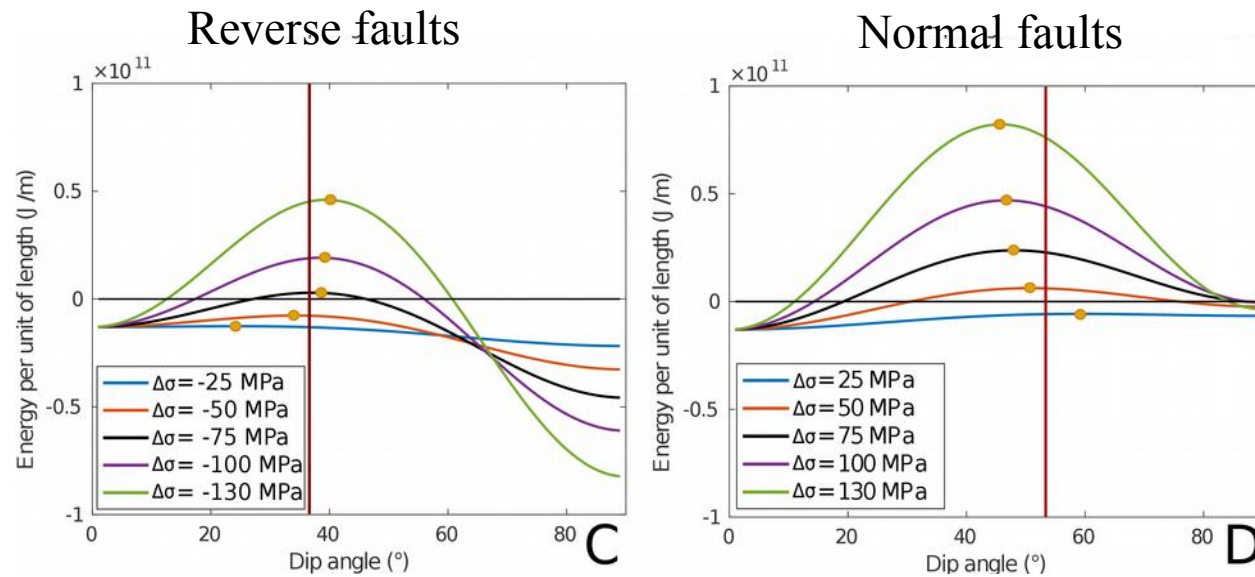 Reverse faults
×10 11
1
0.5
0
-0.5
-1
Energy per unit of length (J /m)
Δσ= -25 MPa
Δσ= -50 MPa
Δσ= -75 MPa
Δσ= -100 MPa
Δσ= -130 MPa
0 20 40 60 80
Dip angle (°)
C
Normal faults
×10 11
1
0.5
0
-0.5
-1
Energy per unit of length (J /m)
Δσ= 25 MPa
Δσ= 50 MPa
Δσ= 75 MPa
Δσ= 100 MPa
Δσ= 130 MPa
0 20 40 60 80
Dip angle (°)
D